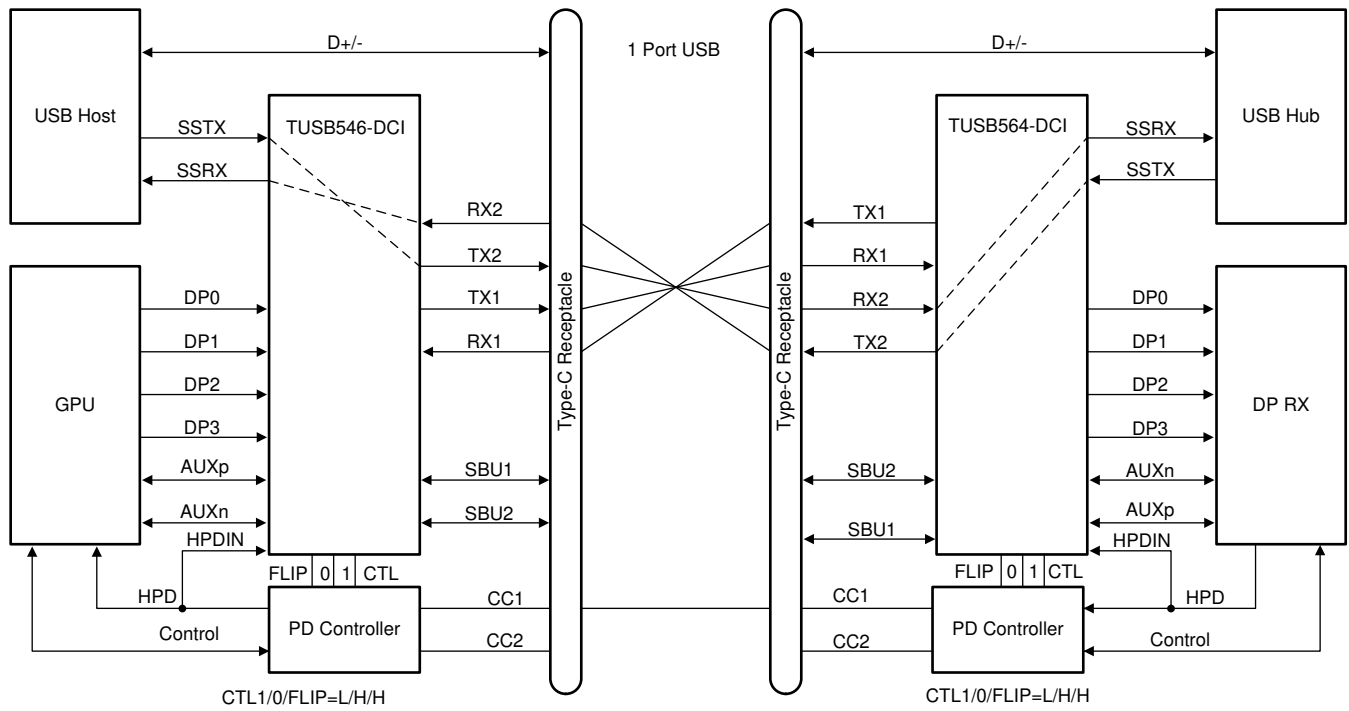 D+/-
1 Port USB
D+/-
USB Host
TUSB546-DCI
TUSB564-DCI
USB Hub
SSTX
SSRX
SSRX
SSTX
RX2
TX1
TX2
RX1
TX1
RX2
RX1
TX2
Type-C Receptacle
Type-C Receptacle
GPU
DP0
DP1
DP2
DP3
AUXp
AUXn
HPDIN
SBU1
SBU2
SBU2
SBU1
DP0
DP1
DP2
DP3
AUXn
AUXp
HPDIN
DP RX
FLIP 0 1 CTL
FLIP 0 1 CTL
HPD
Control
PD Controller
CC1
CC2
CC1
CC2
PD Controller
HPD
Control
CTL1/0/FLIP=L/H/H
CTL1/0/FLIP=L/H/H